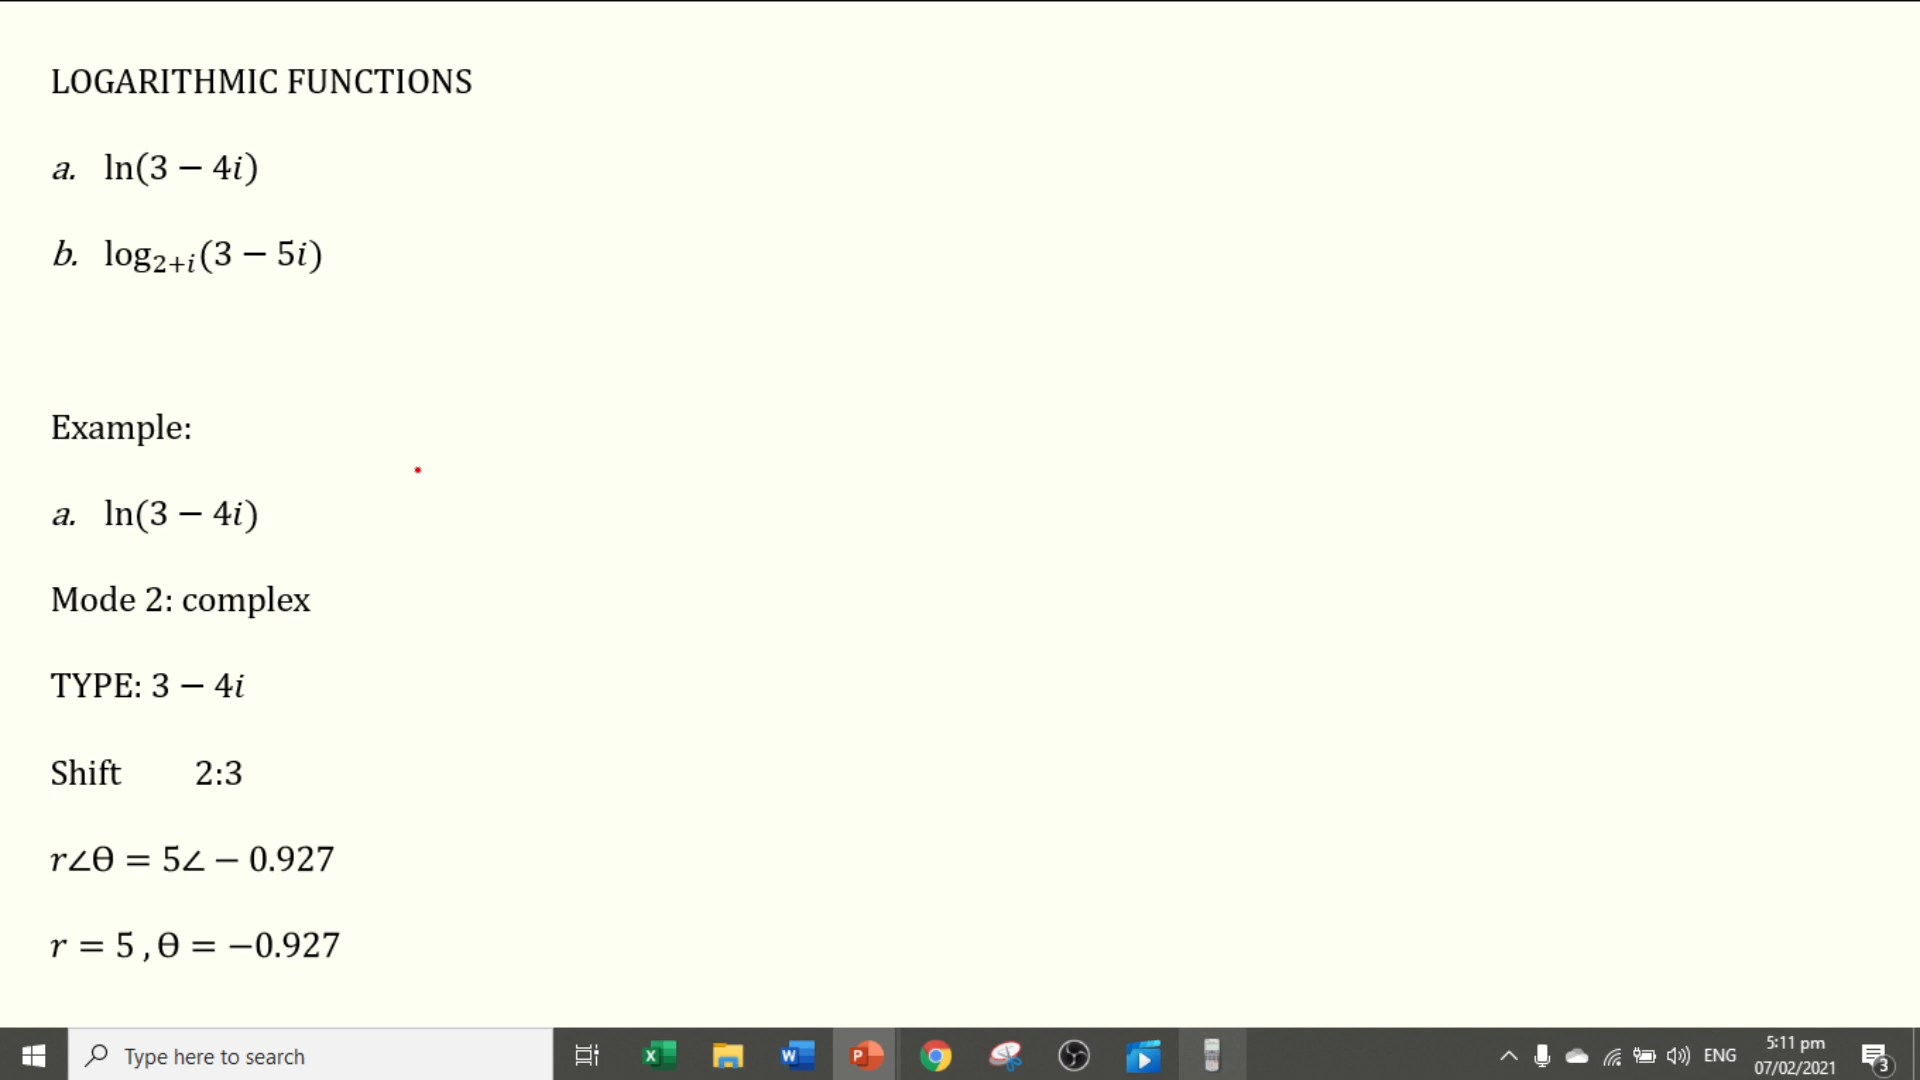 LOGARITHMIC FUNCTIONS
a. ln(3 − 4i)
b. log₂₊ᵢ(3 − 5i)
Example:
a. ln(3 − 4i)
Mode 2: complex
TYPE: 3 − 4i
Shift 2:3
r∠Θ = 5∠ − 0.927
r = 5 , Θ = −0.927
Type here to search
ENG
5:11 pm
07/02/2021
3